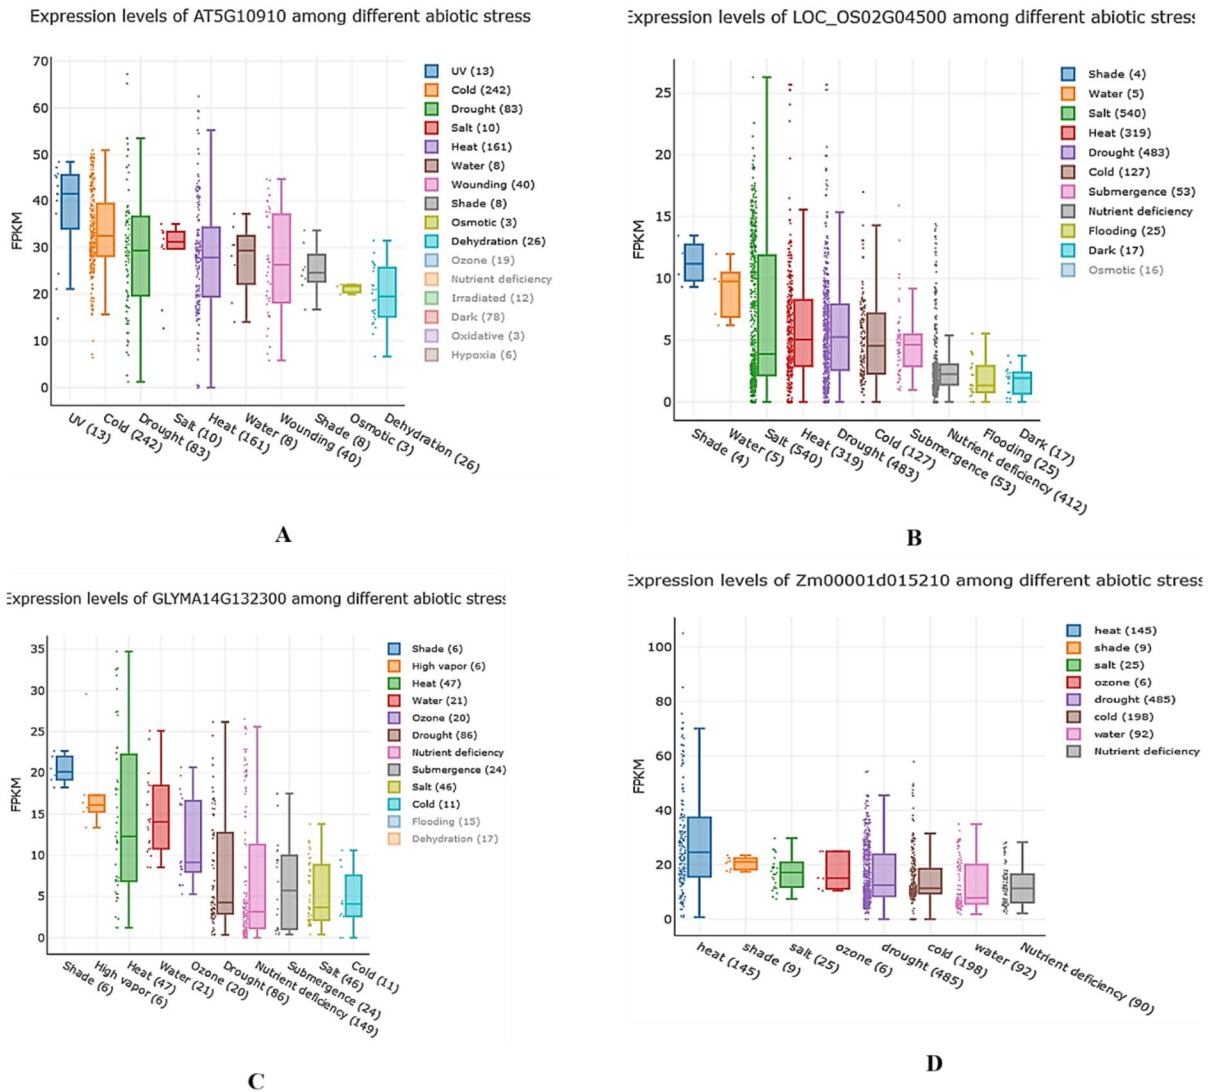 Expression levels of AT5G10910 among different abiotic stress
70
60
50
40
30
20
10
0
FPKM
UV (13)
Cold (242)
Drought (83)
Salt (10)
Heat (161)
Water (8)
Wounding (40)
Shade (8)
Osmotic (3)
Dehydration (26)
UV (13)
Cold (242)
Drought (83)
Salt (10)
Heat (161)
Water (8)
Wounding (40)
Shade (8)
Osmotic (3)
Dehydration (26)
Ozone (19)
Nutrient deficiency
Irradiated (12)
Dark (78)
Oxidative (3)
Hypoxia (6)
A
Expression levels of LOC_OS02G04500 among different abiotic stress
25
20
15
10
5
0
FPKM
Shade (4)
Water (5)
Salt (540)
Heat (319)
Drought (483)
Cold (127)
Submergence (53)
Nutrient deficiency (412)
Flooding (25)
Dark (17)
Shade (4)
Water (5)
Salt (540)
Heat (319)
Drought (483)
Cold (127)
Submergence (53)
Nutrient deficiency
Flooding (25)
Dark (17)
Osmotic (16)
B
Expression levels of GLYMA14G132300 among different abiotic stress
35
30
25
20
15
10
5
0
FPKM
Shade (6)
High vapor (6)
Heat (47)
Water (21)
Ozone (20)
Drought (86)
Nutrient deficiency (149)
Submergence (24)
Salt (46)
Cold (11)
Shade (6)
High vapor (6)
Heat (47)
Water (21)
Ozone (20)
Drought (86)
Nutrient deficiency
Submergence (24)
Salt (46)
Cold (11)
Flooding (15)
Dehydration (17)
C
Expression levels of Zm00001d015210 among different abiotic stress
100
80
60
40
20
0
FPKM
heat (145)
shade (9)
salt (25)
ozone (6)
drought (485)
cold (198)
water (92)
Nutrient deficiency (90)
heat (145)
shade (9)
salt (25)
ozone (6)
drought (485)
cold (198)
water (92)
Nutrient deficiency
D